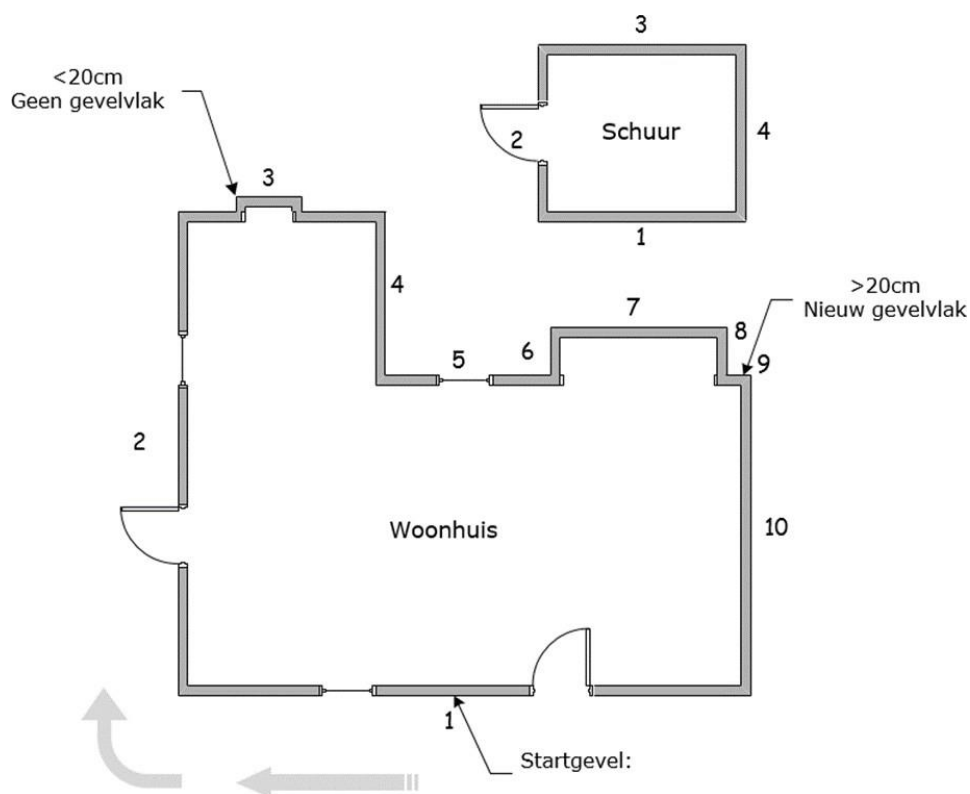 3
<20cm
Geen gevelvlak
2
Schuur
4
3
1
4
>20cm
Nieuw gevelvlak
7
8
5
6
9
2
Woonhuis
10
1
Startgevel: